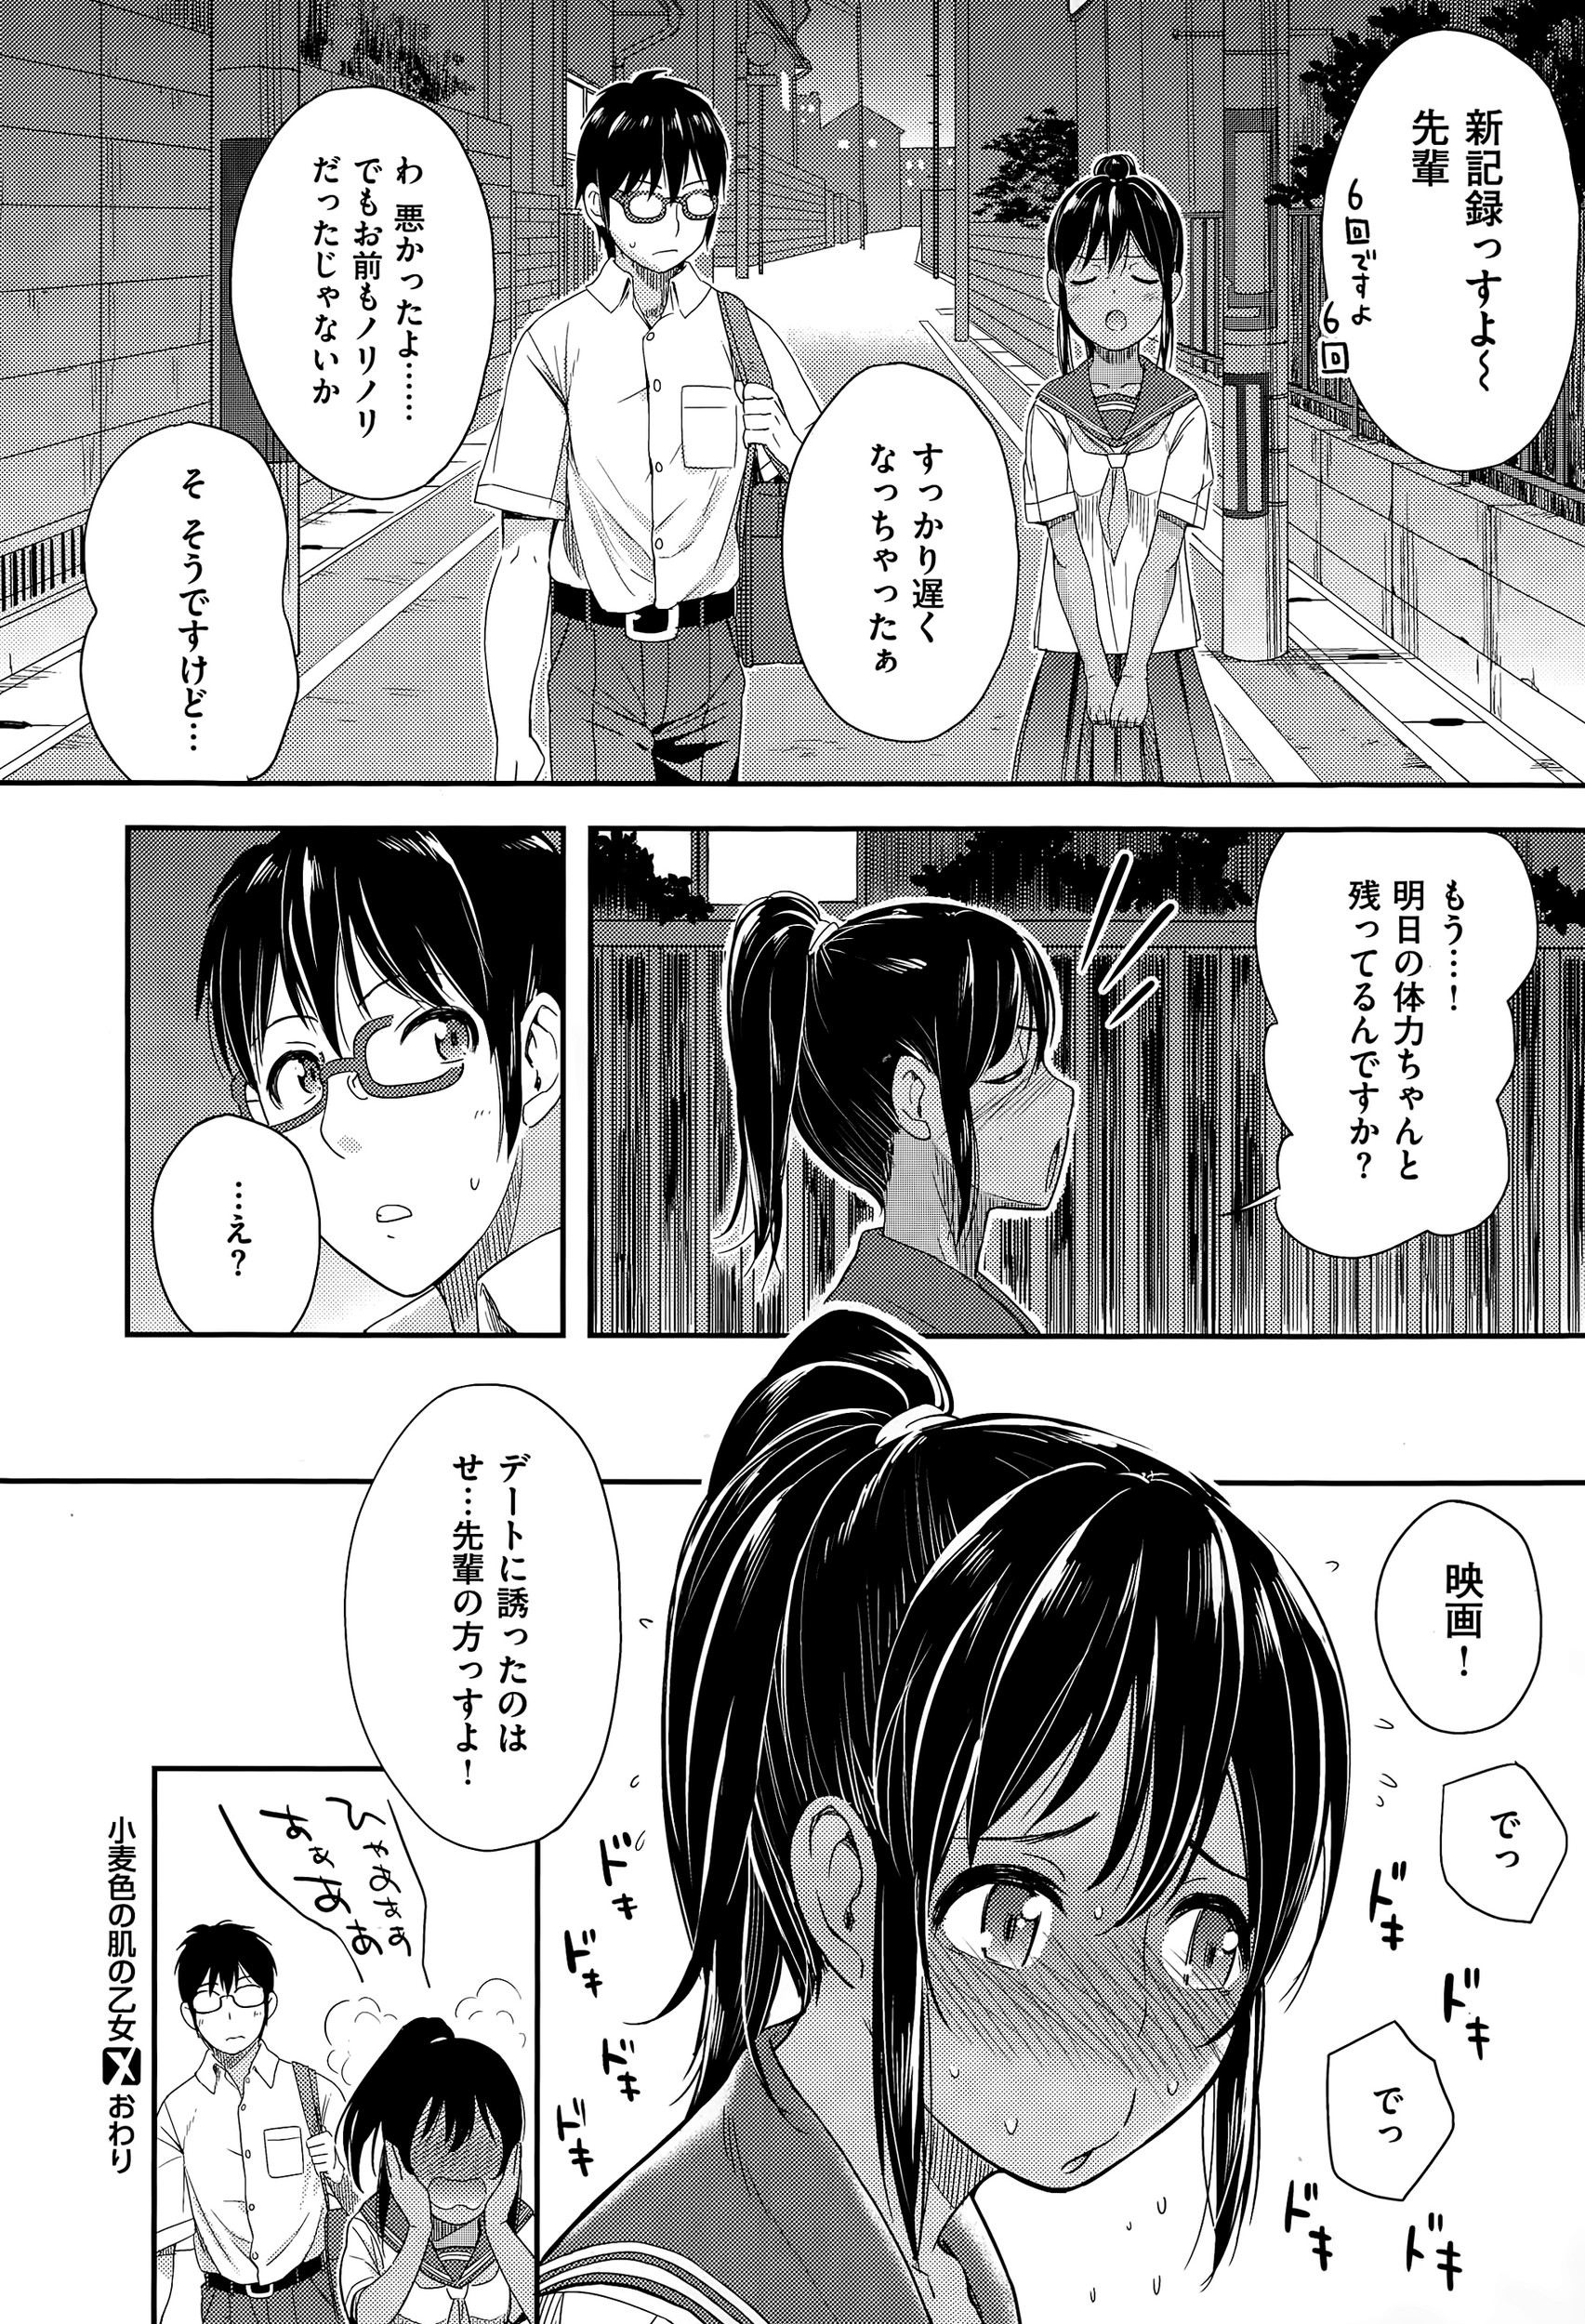 新記録っすよ〜
先輩
6回ですよ
6回
すっかり遅く
なっちゃったぁ
わ 悪かったよ……
でもお前もノリノリ
だったじゃないか
そ そうですけど…
もう…！
明日の体力ちゃんと
残ってるんですか？
…え？
映画！
でっ
でっ
デートに誘ったのは
せ…先輩の方っすよ！
ドキ
ドキ
ドキ
ドキ
ドキ
ドキ
ドキ
ドキ
ひゃあぁぁ
あぁあぁ
小麦色の肌の乙女 おわり